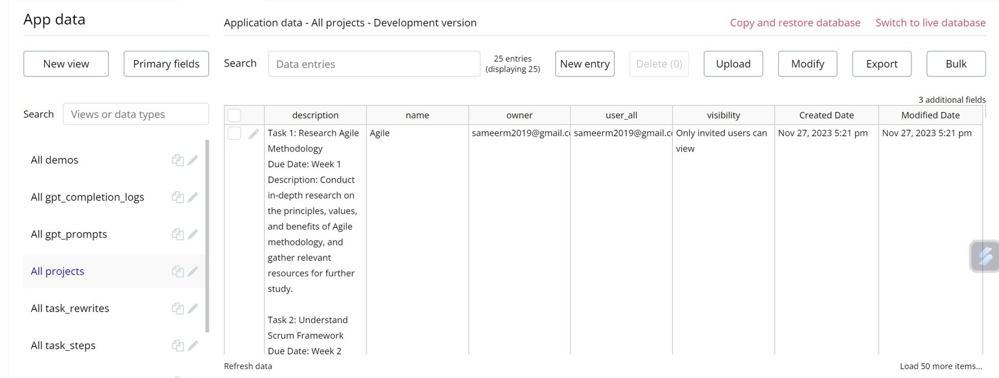 App data
Application data - All projects - Development version
Copy and restore database
Switch to live database
New view
Primary fields
Search
Data entries
25 entries
(displaying 25)
New entry
Delete (0)
Upload
Modify
Export
Bulk
3 additional fields
Search
Views or data types
All demos
All gpt_completion_logs
All gpt_prompts
All projects
All task_rewrites
All task_steps
description
name
owner
user_all
visibility
Created Date
Modified Date
Task 1: Research Agile
Methodology
Due Date: Week 1
Description: Conduct
in-depth research on
the principles, values,
and benefits of Agile
methodology, and
gather relevant
resources for further
study.
Task 2: Understand
Scrum Framework
Due Date: Week 2
Agile
sameerm2019@gmail.c
sameerm2019@gmail.c
Only invited users can
view
Nov 27, 2023 5:21 pm
Nov 27, 2023 5:21 pm
Refresh data
Load 50 more items...